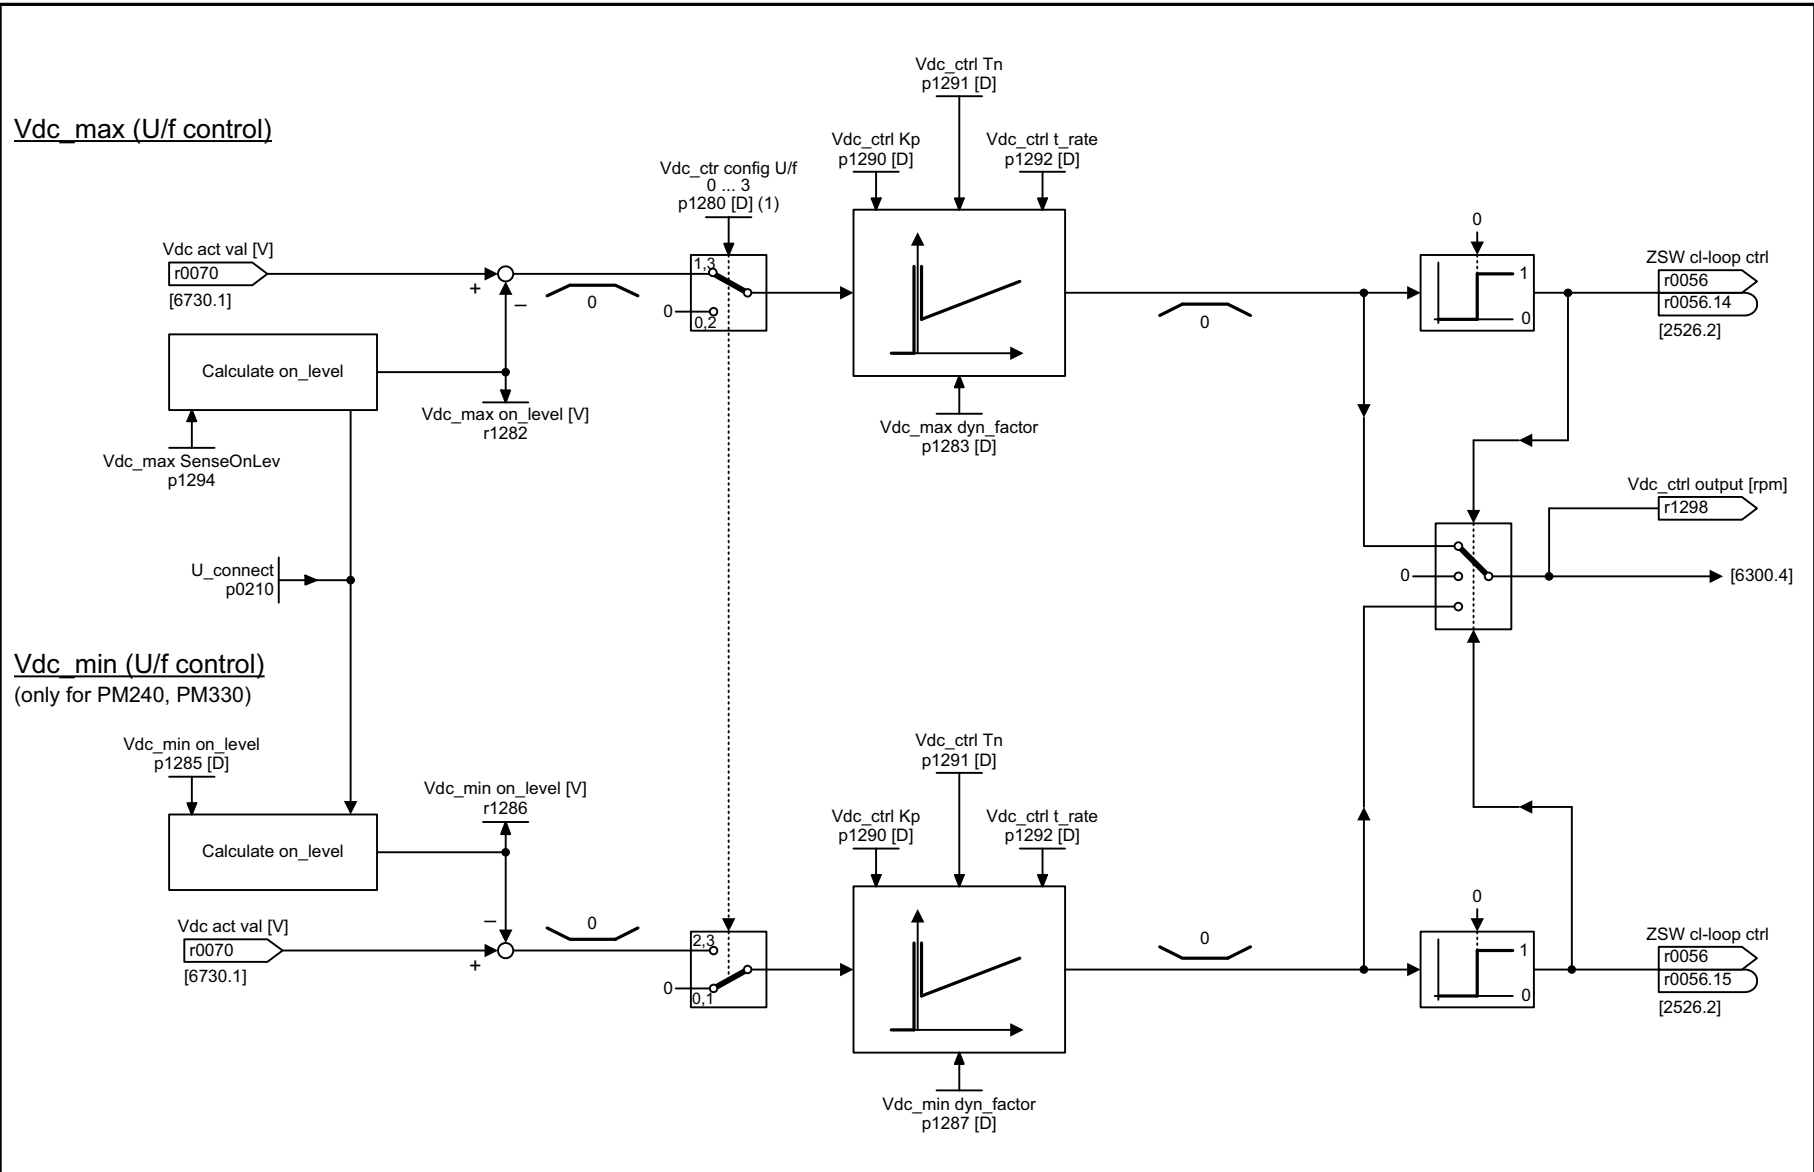 Vdc_max (U/f control)
Vdc_ctrl Tn
p1291 [D]
Vdc_ctrl Kp
p1290 [D]
Vdc_ctrl t_rate
p1292 [D]
Vdc_ctr config U/f
0 ... 3
p1280 [D] (1)
Vdc act val [V]
r0070
[6730.1]
+
–
0
1,3
0
0,2
0
0
1
0
ZSW cl-loop ctrl
r0056
r0056.14
[2526.2]
Calculate on_level
Vdc_max on_level [V]
r1282
Vdc_max SenseOnLev
p1294
Vdc_max dyn_factor
p1283 [D]
Vdc_ctrl output [rpm]
r1298
0
[6300.4]
U_connect
p0210
Vdc_min (U/f control)
(only for PM240, PM330)
Vdc_min on_level
p1285 [D]
Vdc_min on_level [V]
r1286
Calculate on_level
Vdc_ctrl Tn
p1291 [D]
Vdc_ctrl Kp
p1290 [D]
Vdc_ctrl t_rate
p1292 [D]
Vdc act val [V]
r0070
[6730.1]
–
+
0
2,3
0
0,1
0
0
1
0
ZSW cl-loop ctrl
r0056
r0056.15
[2526.2]
Vdc_min dyn_factor
p1287 [D]